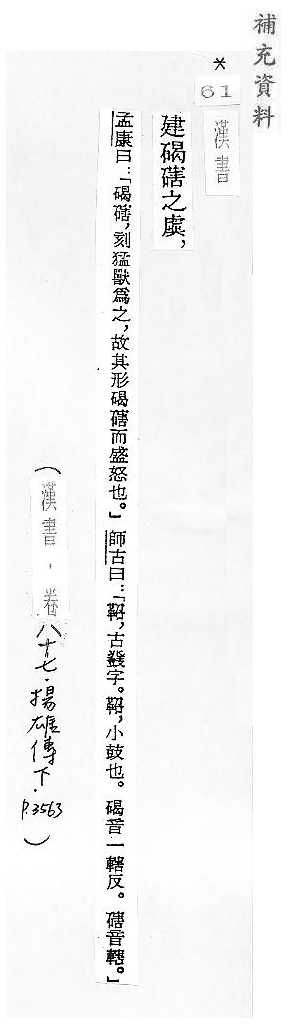 補充資料
*
61
漢書
建碣磍之虡,
孟康曰:「碣磍,刻猛獸爲之,故其形碣磍而盛怒也。」師古曰:「鞀,古鼗字。鞀,小鼓也。碣音一轄反。磍音轄。」
(漢書.卷八十七.揚雄傳下.P.3563)